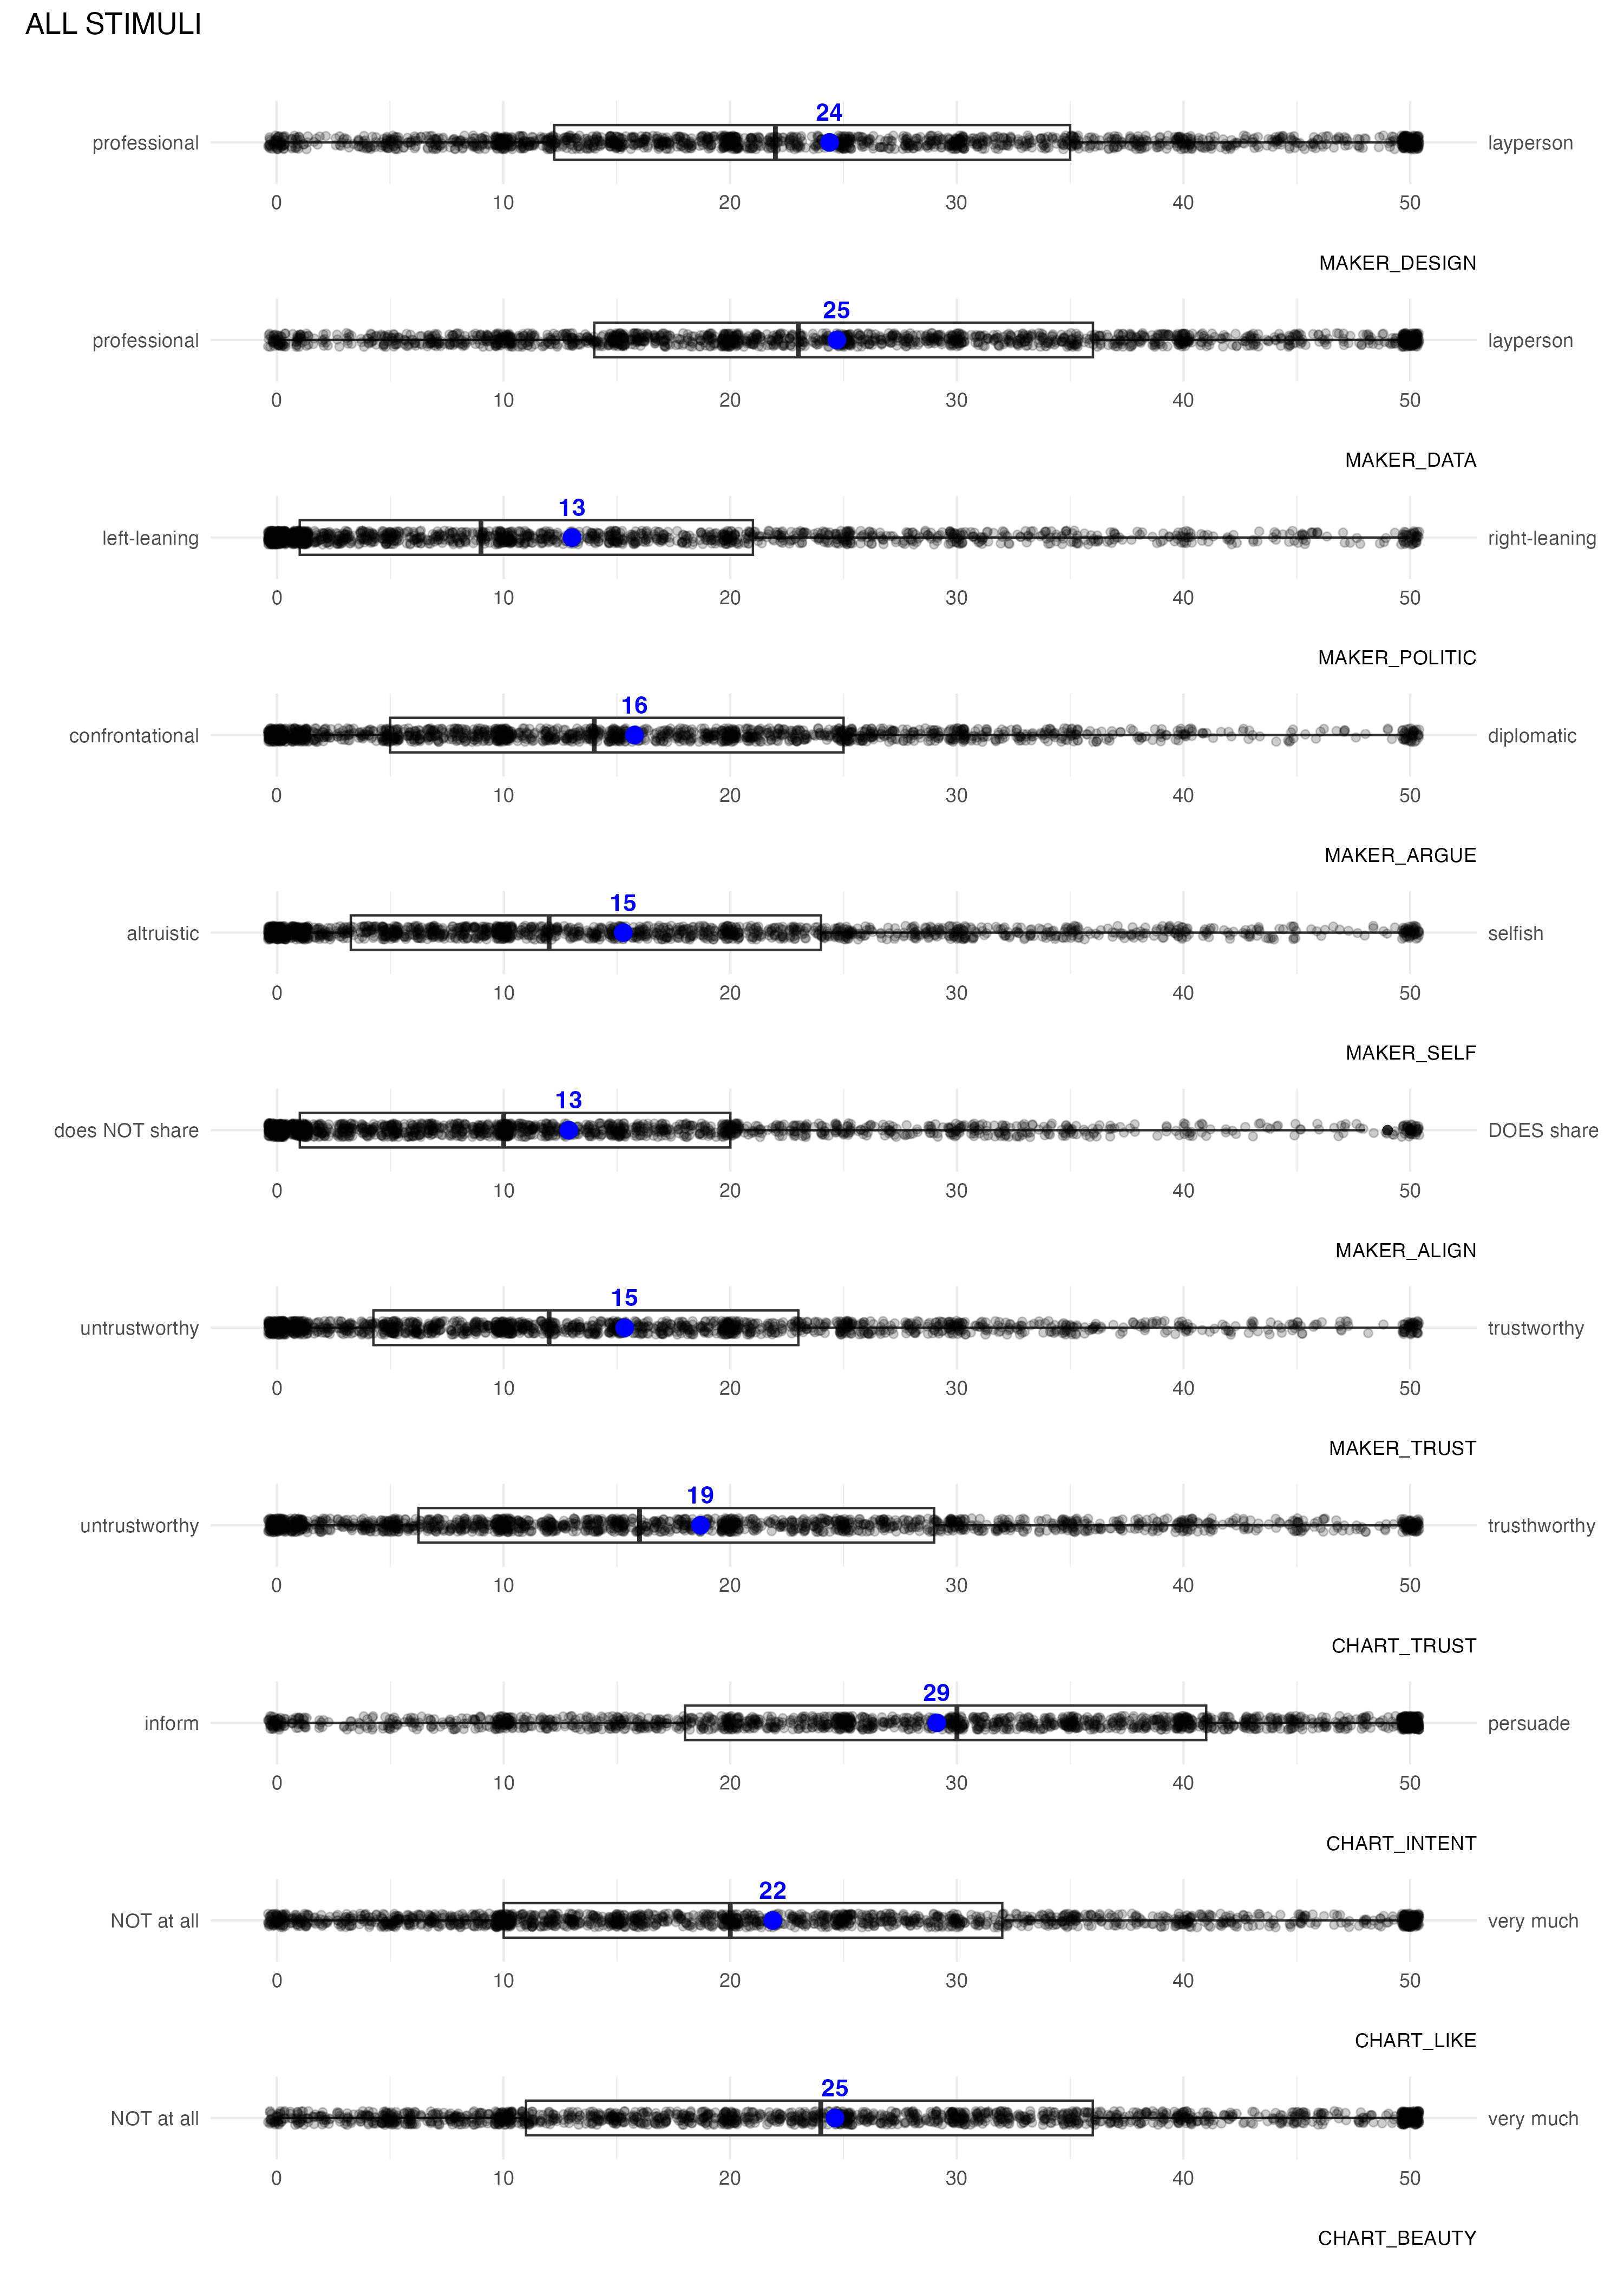 ALL STIMULI
24
professional layperson
0 10 20 30 40 50
MAKER_DESIGN
25
professional layperson
0 10 20 30 40 50
MAKER_DATA
13
left-leaning right-leaning
0 10 20 30 40 50
MAKER_POLITIC
16
confrontational diplomatic
0 10 20 30 40 50
MAKER_ARGUE
15
altruistic selfish
0 10 20 30 40 50
MAKER_SELF
13
does NOT share DOES share
0 10 20 30 40 50
MAKER_ALIGN
15
untrustworthy trustworthy
0 10 20 30 40 50
MAKER_TRUST
19
untrustworthy trusthworthy
0 10 20 30 40 50
CHART_TRUST
29
inform persuade
0 10 20 30 40 50
CHART_INTENT
22
NOT at all very much
0 10 20 30 40 50
CHART_LIKE
25
NOT at all very much
0 10 20 30 40 50
CHART_BEAUTY